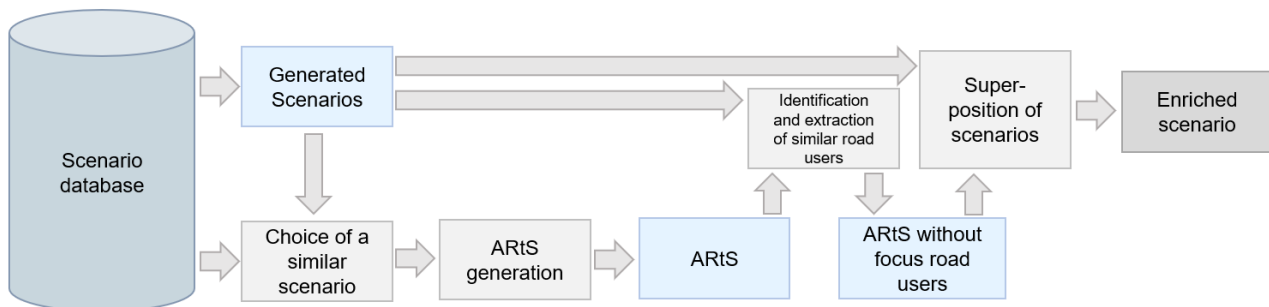 Scenario
database
Generated
Scenarios
Identification
and extraction
of similar road
users
Super-
position of
scenarios
Enriched
scenario
Choice of a
similar
scenario
ARtS
generation
ARtS
ARtS without
focus road
users